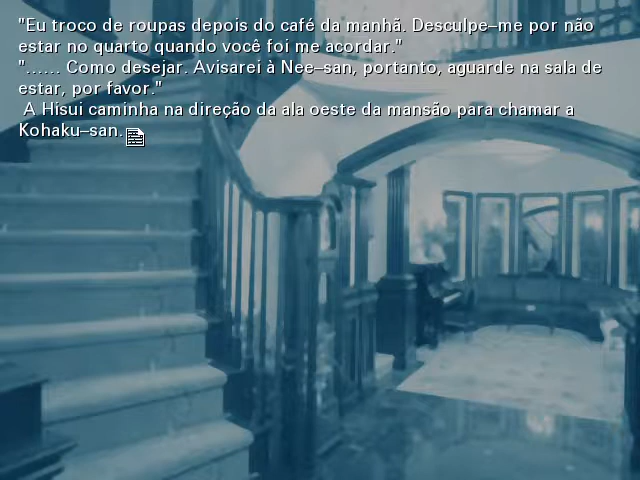 "Eu troco de roupas depois do café da manhã. Desculpe–me por não
estar no quarto quando você foi me acordar."
"...... Como desejar. Avisarei à Nee–san, portanto, aguarde na sala de
estar, por favor."
A Hisui caminha na direção da ala oeste da mansão para chamar a
Kohaku–san.